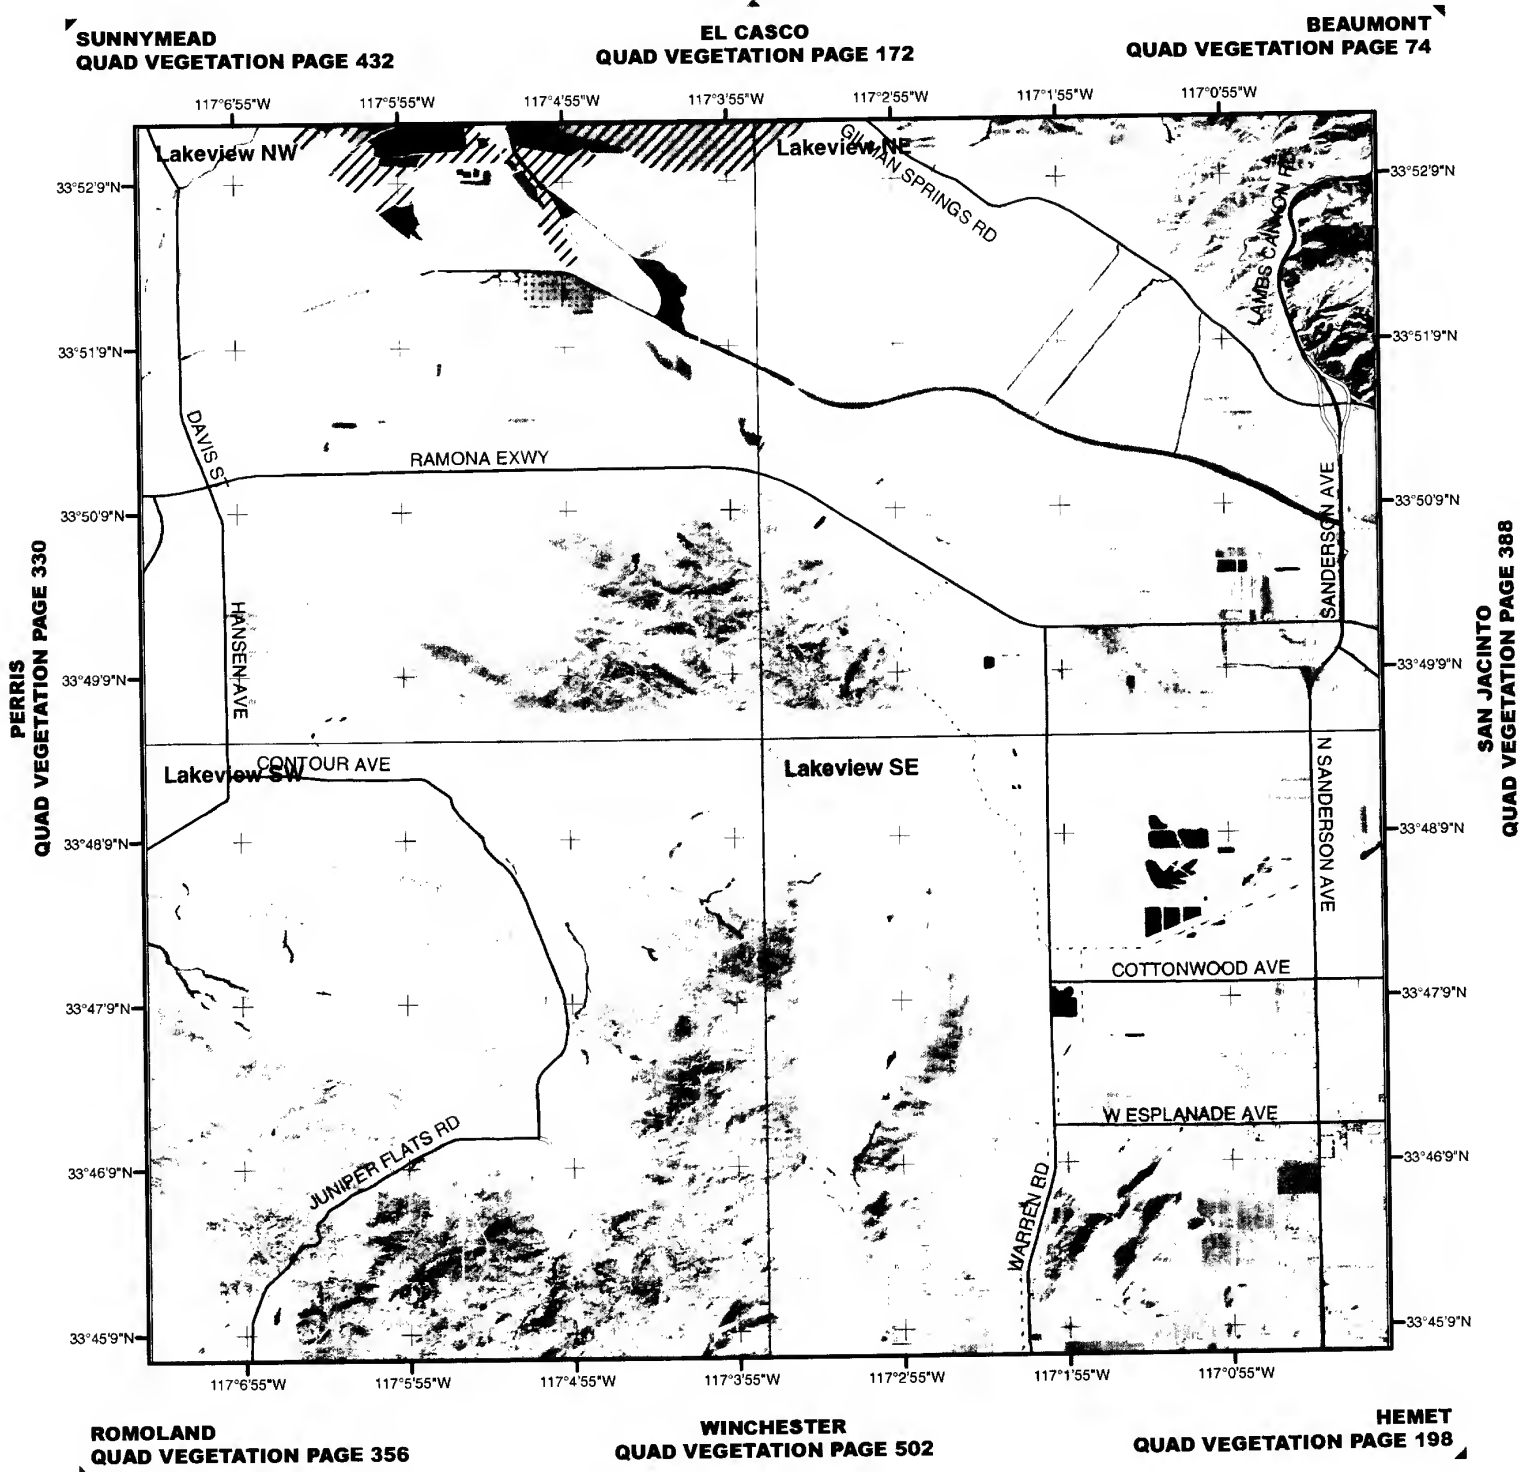 SUNNYMEAD
QUAD VEGETATION PAGE 432
EL CASCO
QUAD VEGETATION PAGE 172
BEAUMONT
QUAD VEGETATION PAGE 74
117°6'55"W
117°5'55"W
117°4'55"W
117°3'55"W
117°2'55"W
117°1'55"W
117°0'55"W
Lakeview NW
Lakeview NE
GILMAN SPRINGS RD
LAMBS CANYON RD
33°52'9"N
33°52'9"N
33°51'9"N
33°51'9"N
DAVIS ST
RAMONA EXWY
SANDERSON AVE
33°50'9"N
33°50'9"N
PERRIS
QUAD VEGETATION PAGE 330
SAN JACINTO
QUAD VEGETATION PAGE 388
HANSEN AVE
33°49'9"N
33°49'9"N
CONTOUR AVE
Lakeview SW
Lakeview SE
N SANDERSON AVE
33°48'9"N
33°48'9"N
COTTONWOOD AVE
33°47'9"N
33°47'9"N
W ESPLANADE AVE
JUNIPER FLATS RD
WARREN RD
33°46'9"N
33°46'9"N
33°45'9"N
33°45'9"N
117°6'55"W
117°5'55"W
117°4'55"W
117°3'55"W
117°2'55"W
117°1'55"W
117°0'55"W
ROMOLAND
QUAD VEGETATION PAGE 356
WINCHESTER
QUAD VEGETATION PAGE 502
HEMET
QUAD VEGETATION PAGE 198